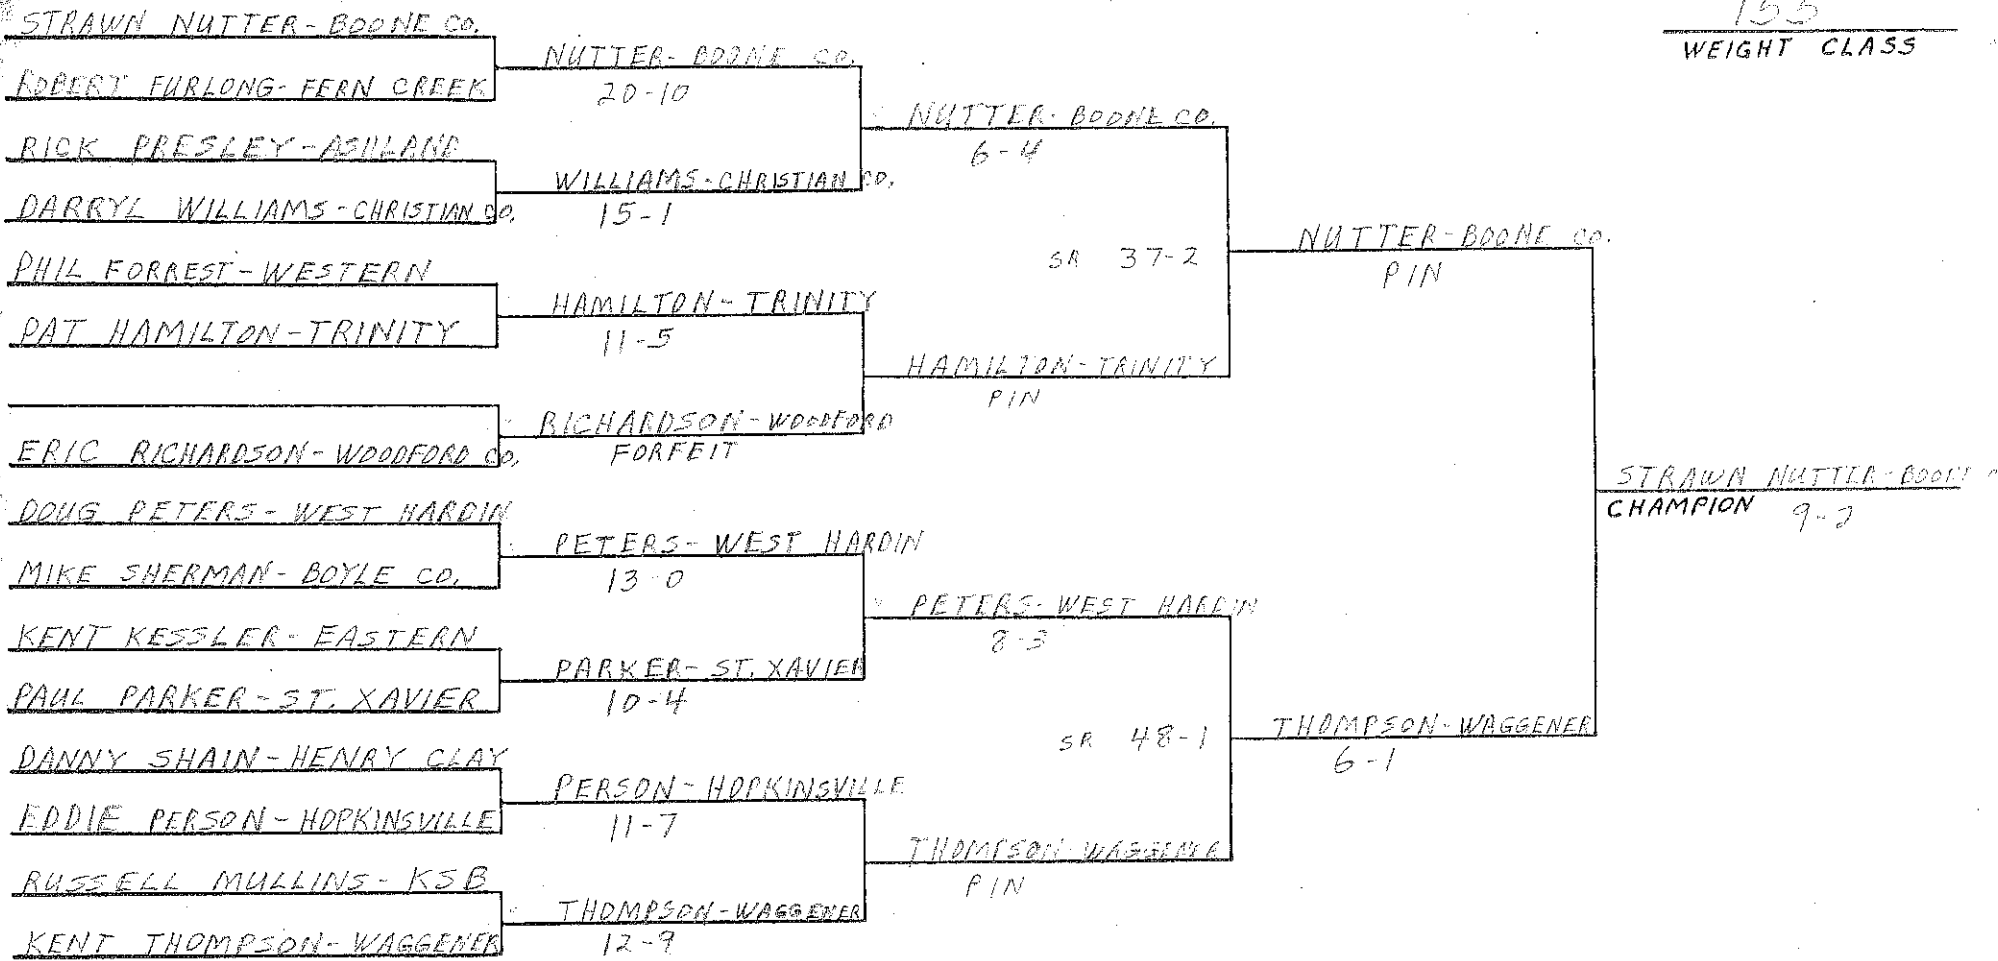 155
WEIGHT CLASS
STRAWN NUTTER-BOONE CO.
ROBERT FURLONG-FERN CREEK
RICK PRESLEY-ASHLAND
DARRYL WILLIAMS-CHRISTIAN CO.
PHIL FORREST-WESTERN
PAT HAMILTON-TRINITY
ERIC RICHARDSON-WOODFORD CO.
DOUG PETERS-WEST HARDIN
MIKE SHERMAN-BOYLE CO.
KENT KESSLER-EASTERN
PAUL PARKER-ST. XAVIER
DANNY SHAIN-HENRY CLAY
EDDIE PERSON-HOPKINSVILLE
RUSSELL MULLINS-KSB
KENT THOMPSON-WAGGENER
NUTTER-BOONE CO.
20-10
WILLIAMS-CHRISTIAN CO.
15-1
HAMILTON-TRINITY
11-5
RICHARDSON-WOODFORD
FORFEIT
PETERS-WEST HARDIN
13-0
PARKER-ST. XAVIER
10-4
PERSON-HOPKINSVILLE
11-7
THOMPSON-WAGGENER
12-9
NUTTER-BOONE CO.
6-4
HAMILTON-TRINITY
PIN
PETERS-WEST HARDIN
8-3
THOMPSON-WAGGENER
PIN
SR 37-2
SR 48-1
NUTTER-BOONE CO.
PIN
THOMPSON-WAGGENER
6-1
STRAWN NUTTER-BOONE
CHAMPION 9-2